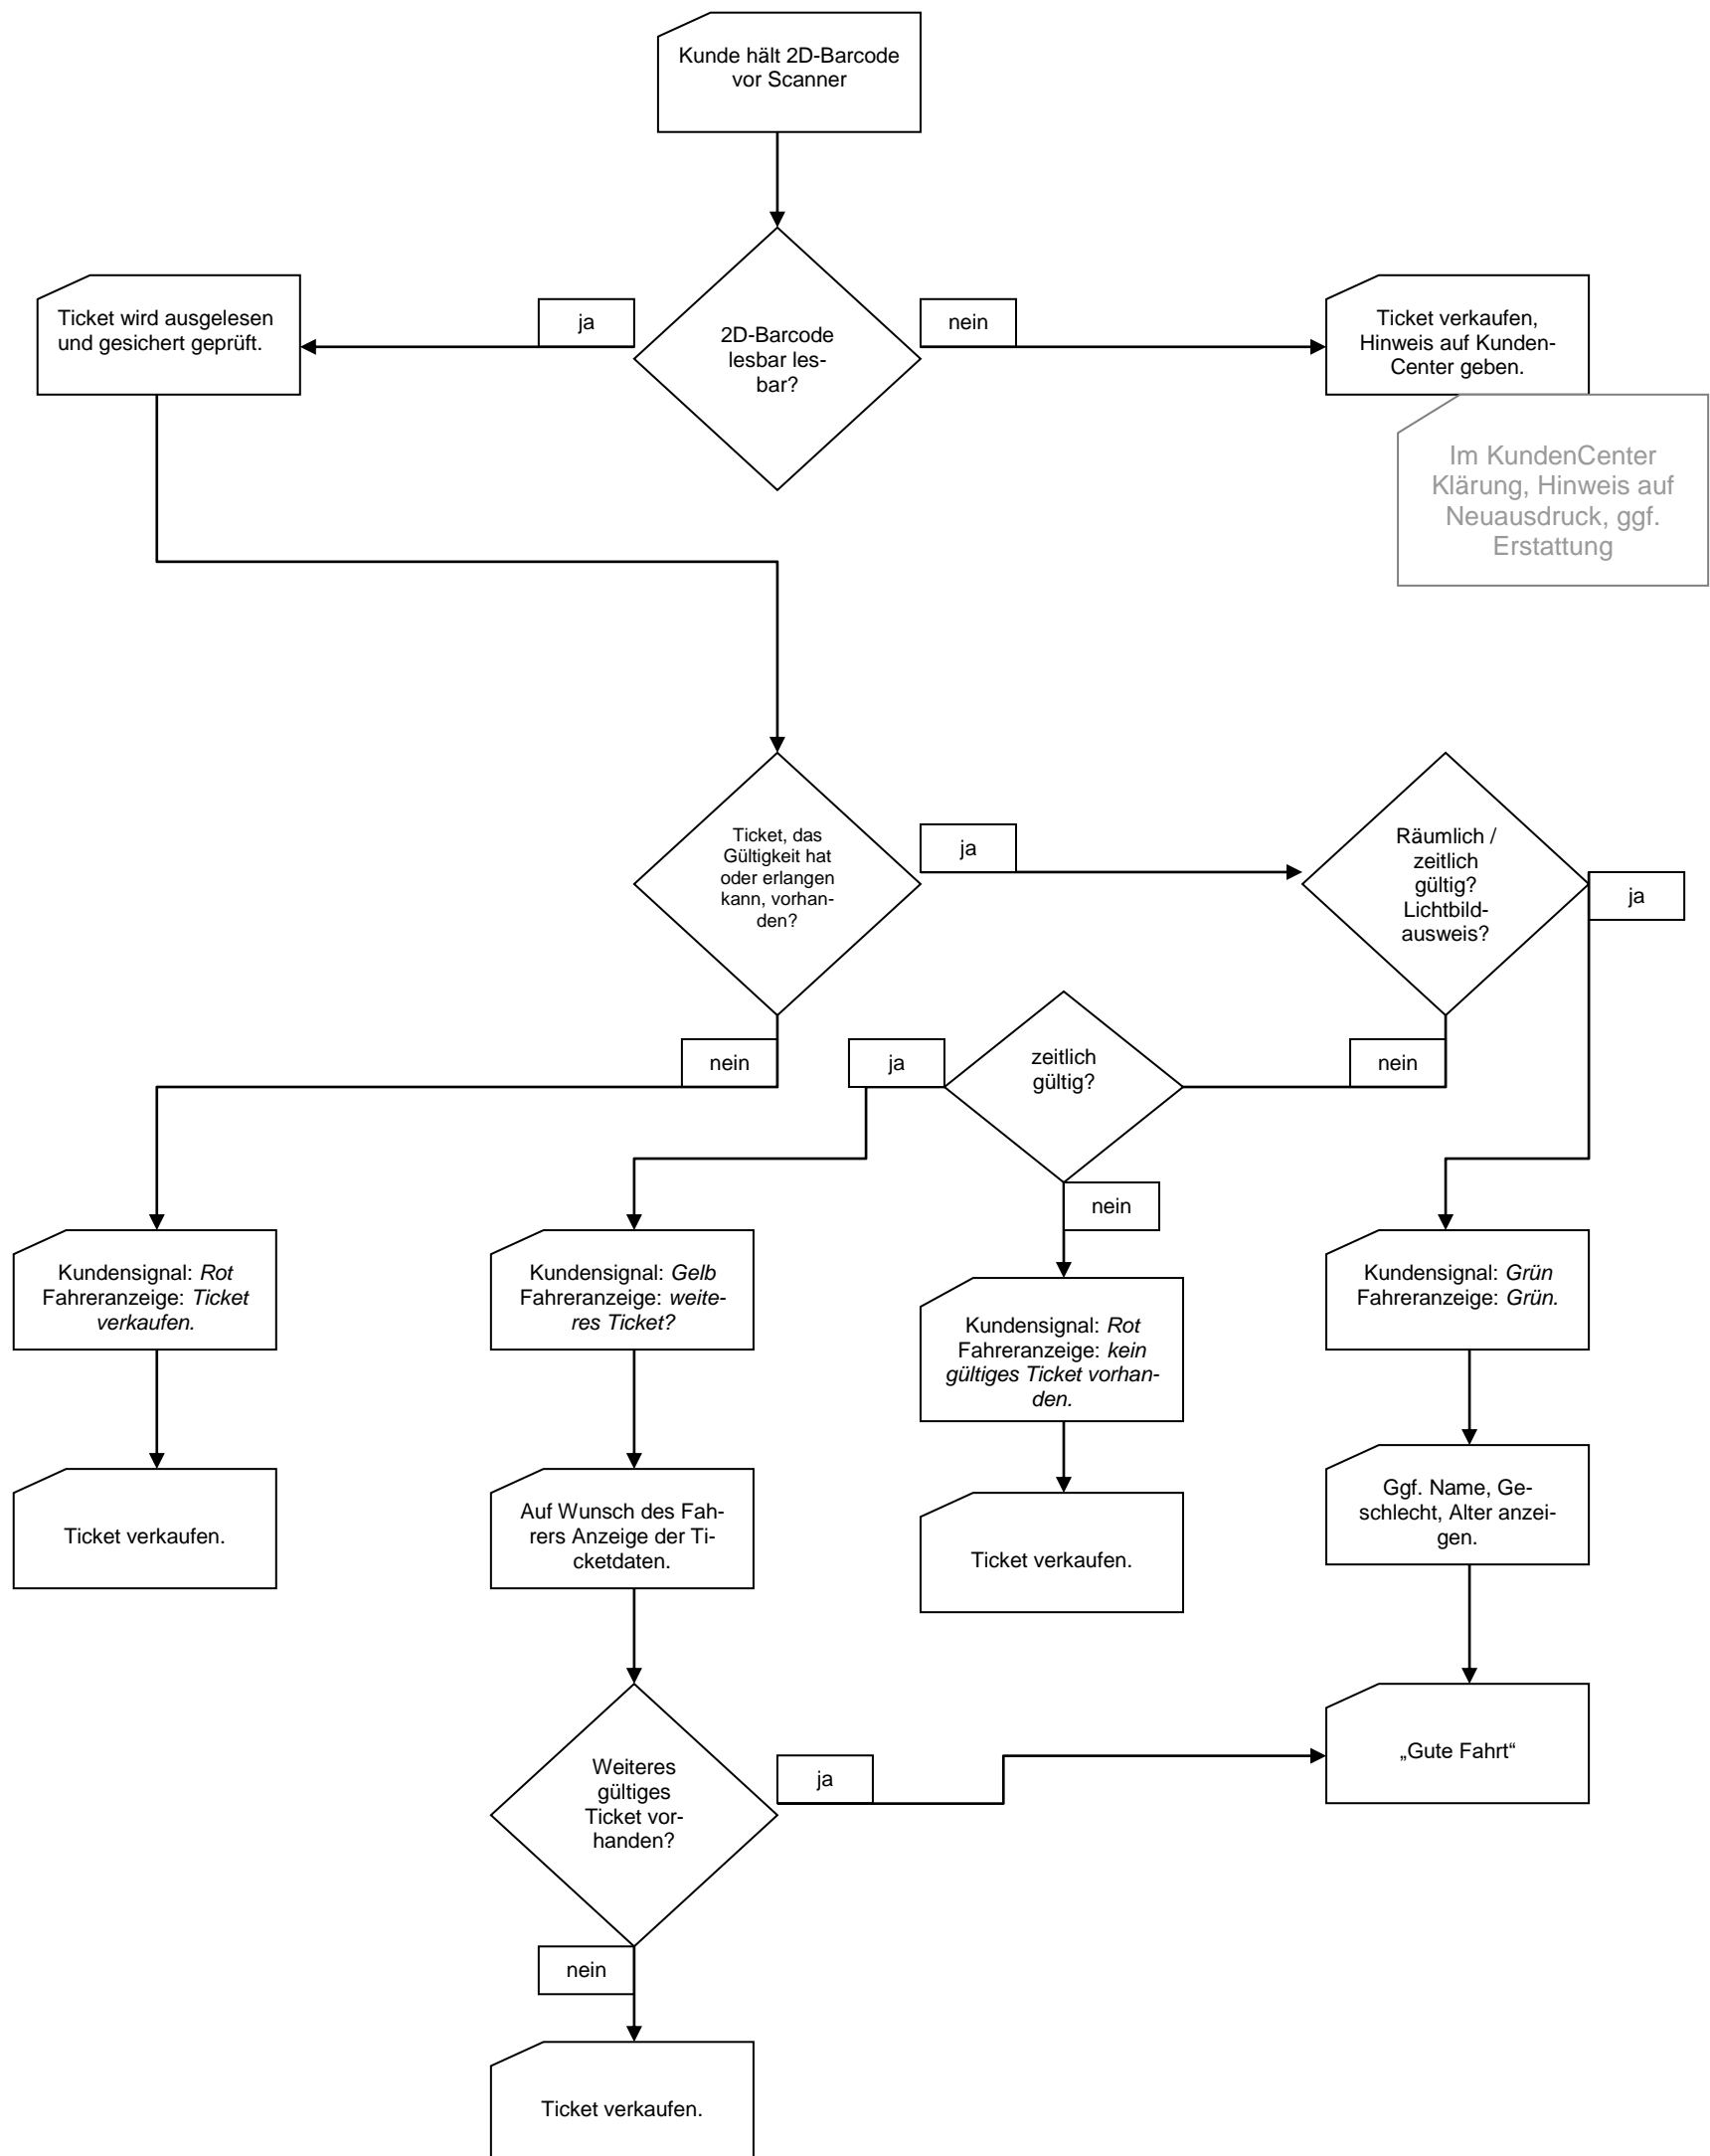 Kunde hält 2D-Barcode
vor Scanner
Ticket wird ausgelesen
und gesichert geprüft.
ja
2D-Barcode
lesbar les-
bar?
nein
Ticket verkaufen,
Hinweis auf Kunden-
Center geben.
Im KundenCenter
Klärung, Hinweis auf
Neuausdruck, ggf.
Erstattung
Ticket, das
Gültigkeit hat
oder erlangen
kann, vorhan-
den?
ja
Räumlich /
zeitlich
gültig?
Lichtbild-
ausweis?
ja
nein
ja
zeitlich
gültig?
nein
nein
Kundensignal: Rot
Fahreranzeige: Ticket
verkaufen.
Kundensignal: Gelb
Fahreranzeige: weite-
res Ticket?
Kundensignal: Rot
Fahreranzeige: kein
gültiges Ticket vorhan-
den.
Kundensignal: Grün
Fahreranzeige: Grün.
Ticket verkaufen.
Auf Wunsch des Fah-
rers Anzeige der Ti-
cketdaten.
Ticket verkaufen.
Ggf. Name, Ge-
schlecht, Alter anzei-
gen.
Weiteres
gültiges
Ticket vor-
handen?
ja
„Gute Fahrt“
nein
Ticket verkaufen.